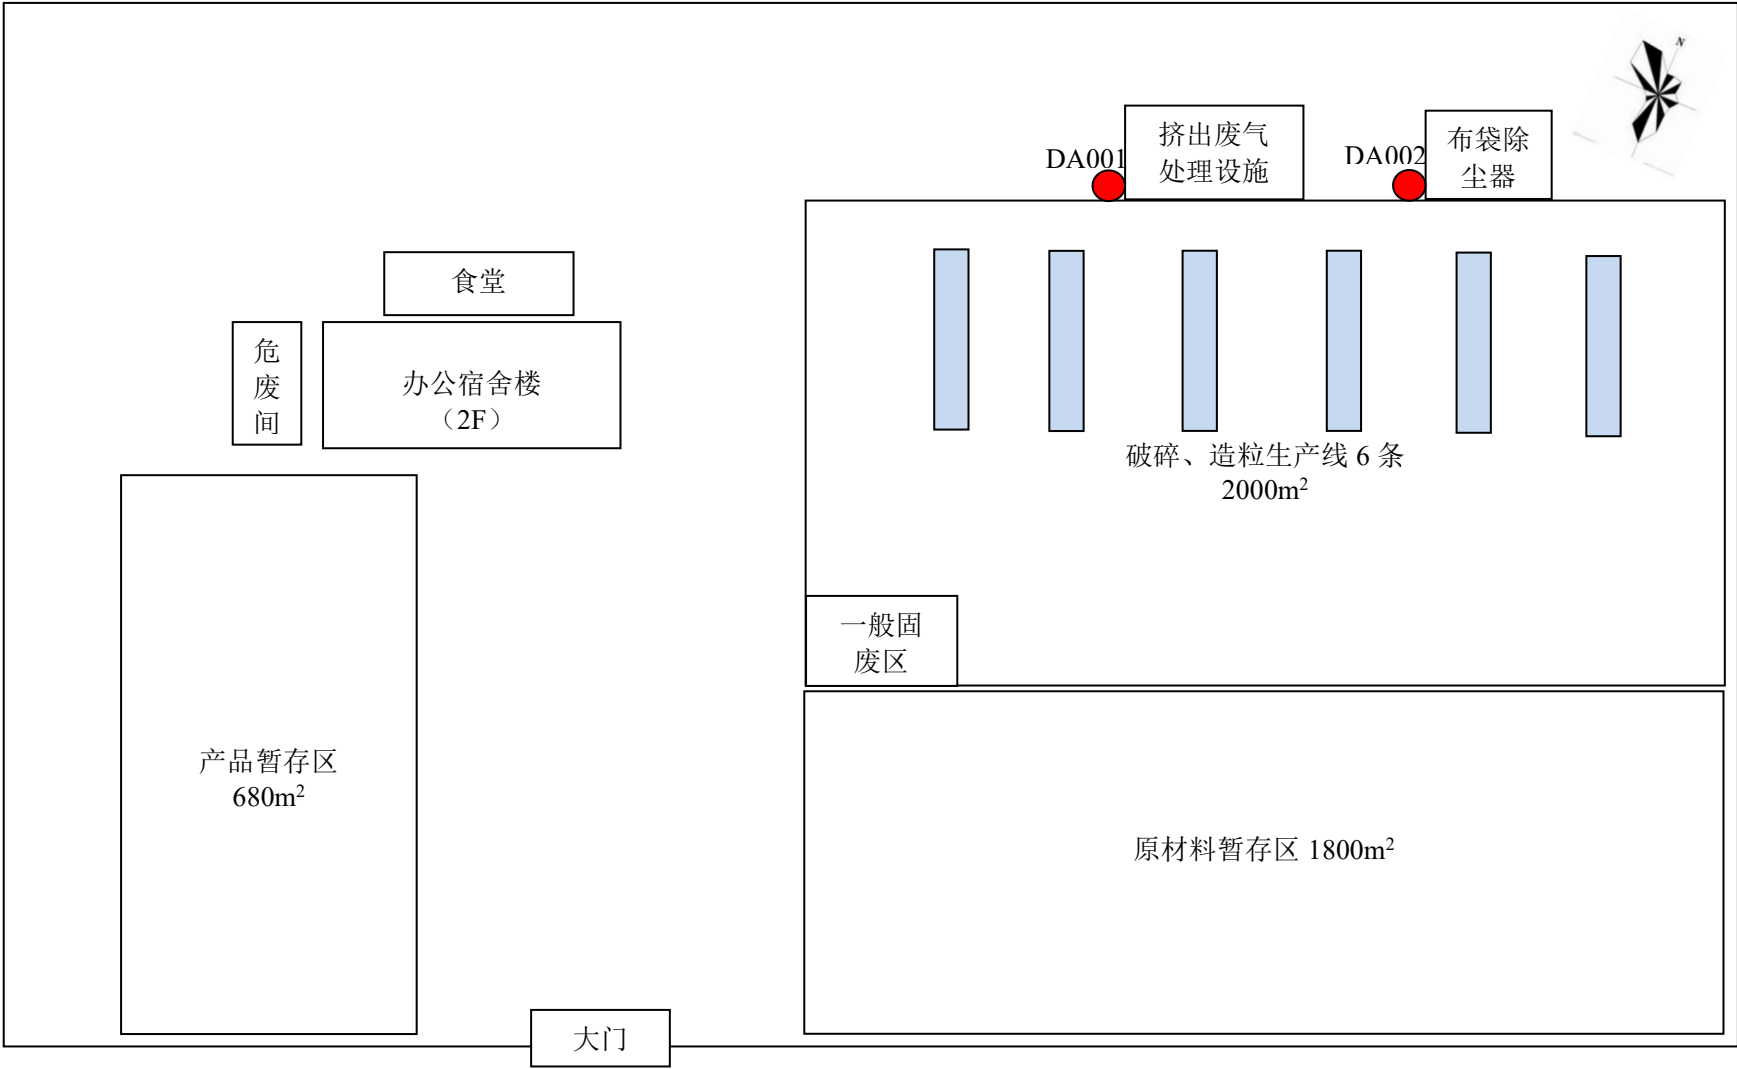 N
挤出废气
处理设施
DA001
布袋除
尘器
DA002
食堂
危
废
间
办公宿舍楼
（2F）
破碎、造粒生产线 6 条
2000m²
一般固
废区
产品暂存区
680m²
原材料暂存区 1800m²
大门